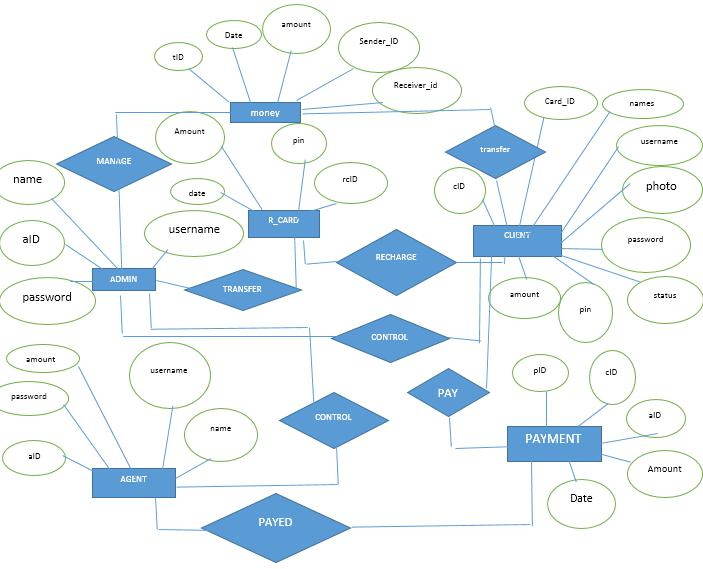 amount
Date
Sender_ID
tID
Receiver_id
Card_ID
names
money
Amount
pin
username
transfer
MANAGE
name
rcID
cID
photo
date
R_CARD
username
CLIENT
password
aID
RECHARGE
ADMIN
TRANSFER
password
amount
status
pin
CONTROL
amount
username
pID
cID
password
PAY
CONTROL
aID
name
PAYMENT
aID
Amount
AGENT
Date
PAYED